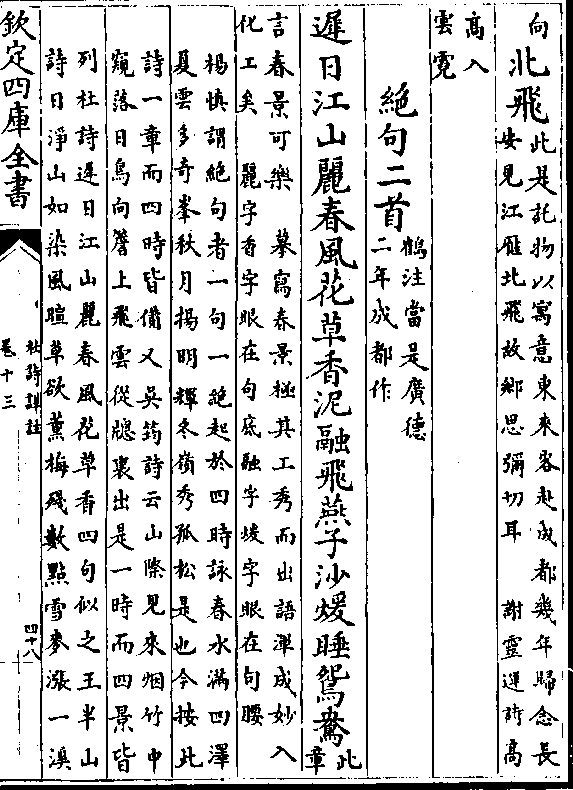 向北飛此是託物以寓意東來客赴成都幾年歸念長
安見江雁北飛故鄉思彌切耳　謝靈運詩高
高入
雲霓
絕句二首鶴注當是廣德
二年成都作
遲日江山麗春風花草香泥融飛燕子沙煖睡鴛鴦此
章
言春景可樂　摹寫春景極其工秀而出語渾成妙入
化工矣　麗字香字眼在句底融字煖字眼在句腰
楊慎謂絕句者一句一絕起於四時詠春水滿四澤
夏雲多奇峯秋月揚明輝冬嶺秀孤松是也今按此
詩一章而四時皆備又吳筠詩云山際見來烟竹中
窺落日鳥向簷上飛雲從牕裏出是一時而四景皆
列杜詩遲日江山麗春風花草香四句似之王半山
詩日淨山如染風暄草欲薰梅殘數點雪麥漲一溪
欽定四庫全書
杜詩詳註
卷十三
四十八